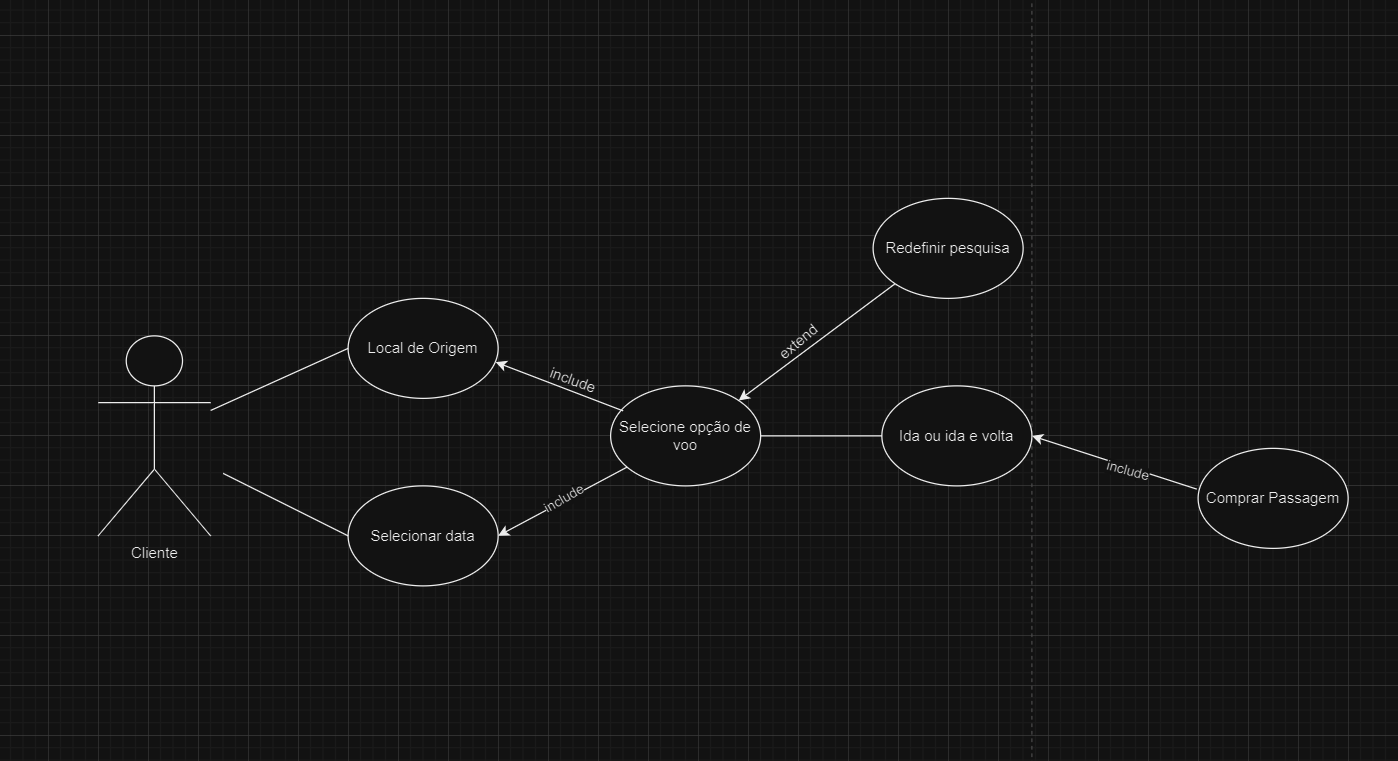 Redefinir pesquisa
extend
Local de Origem
include
Selecione opção de
voo
Ida ou ida e volta
include
Comprar Passagem
include
Selecionar data
Cliente